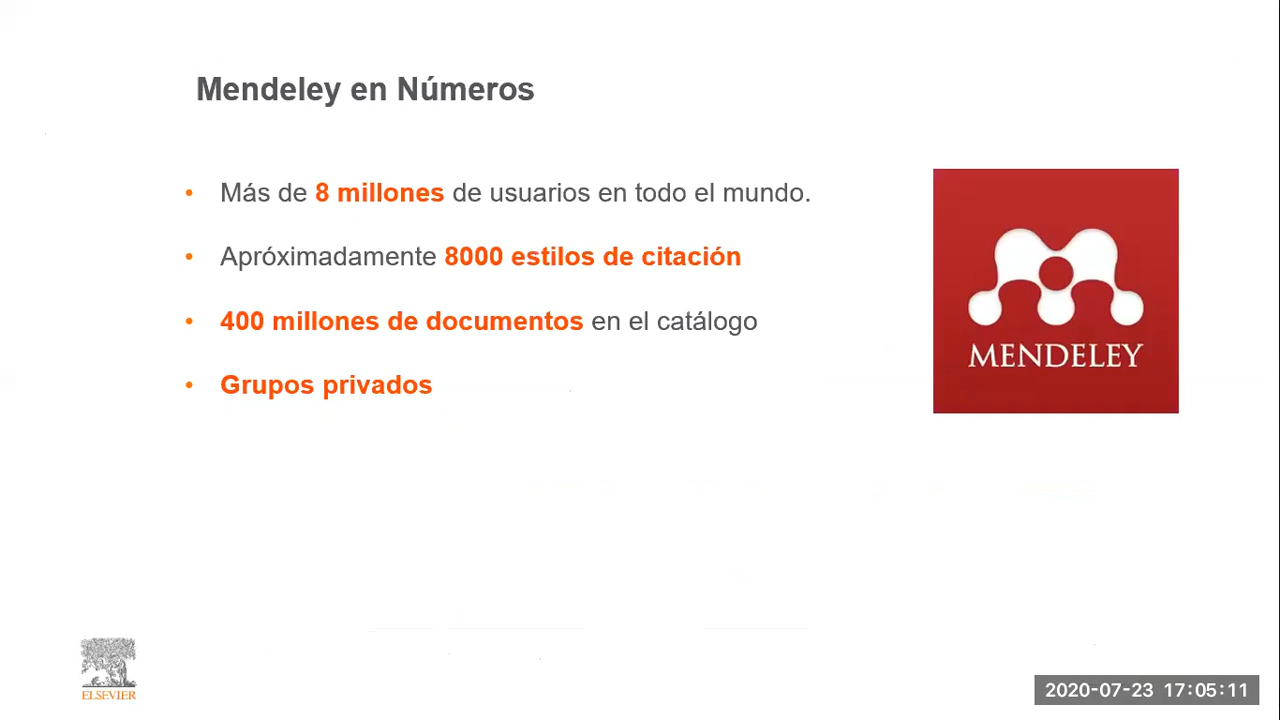 Mendeley en Números
• Más de 8 millones de usuarios en todo el mundo.
• Apróximadamente 8000 estilos de citación
• 400 millones de documentos en el catálogo
• Grupos privados
MENDELEY
ELSEVIER
2020-07-23 17:05:11